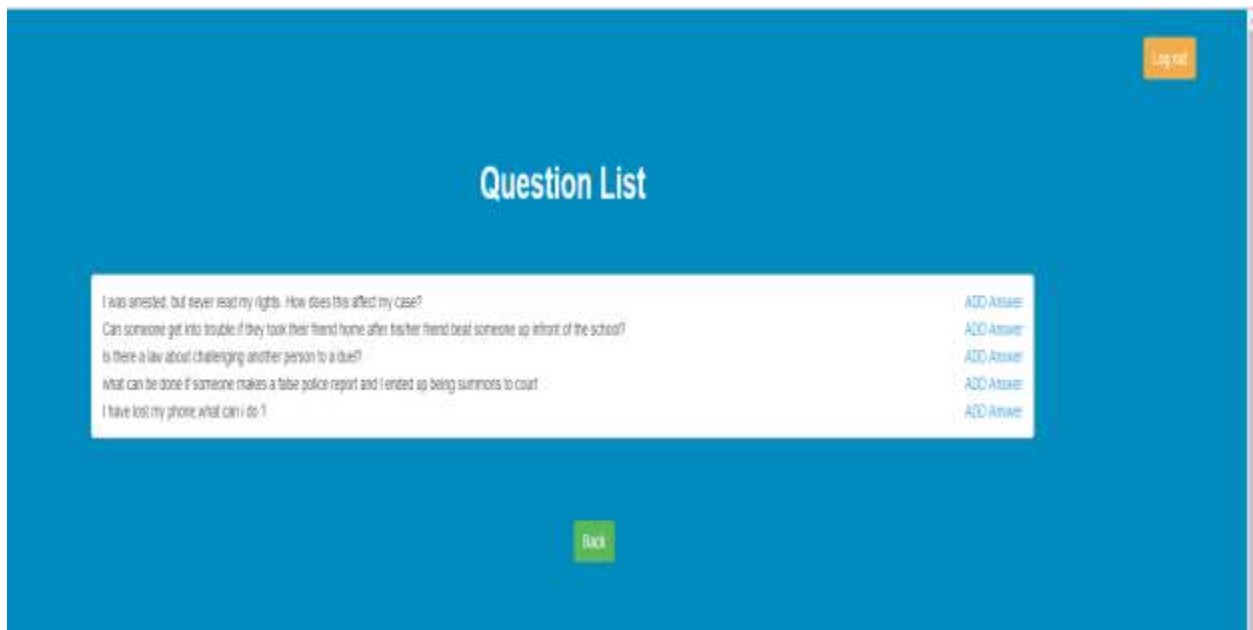 Log out
Question List
I was arrested, but never read my rights. How does this affect my case?
ADD Answer
Can someone get into trouble if they took their friend home after his/her friend beat someone up infront of the school?
ADD Answer
Is there a law about challenging another person to a duel?
ADD Answer
what can be done if someone makes a false police report and I ended up being summons to court
ADD Answer
I have lost my phone what can i do ?
ADD Answer
Back